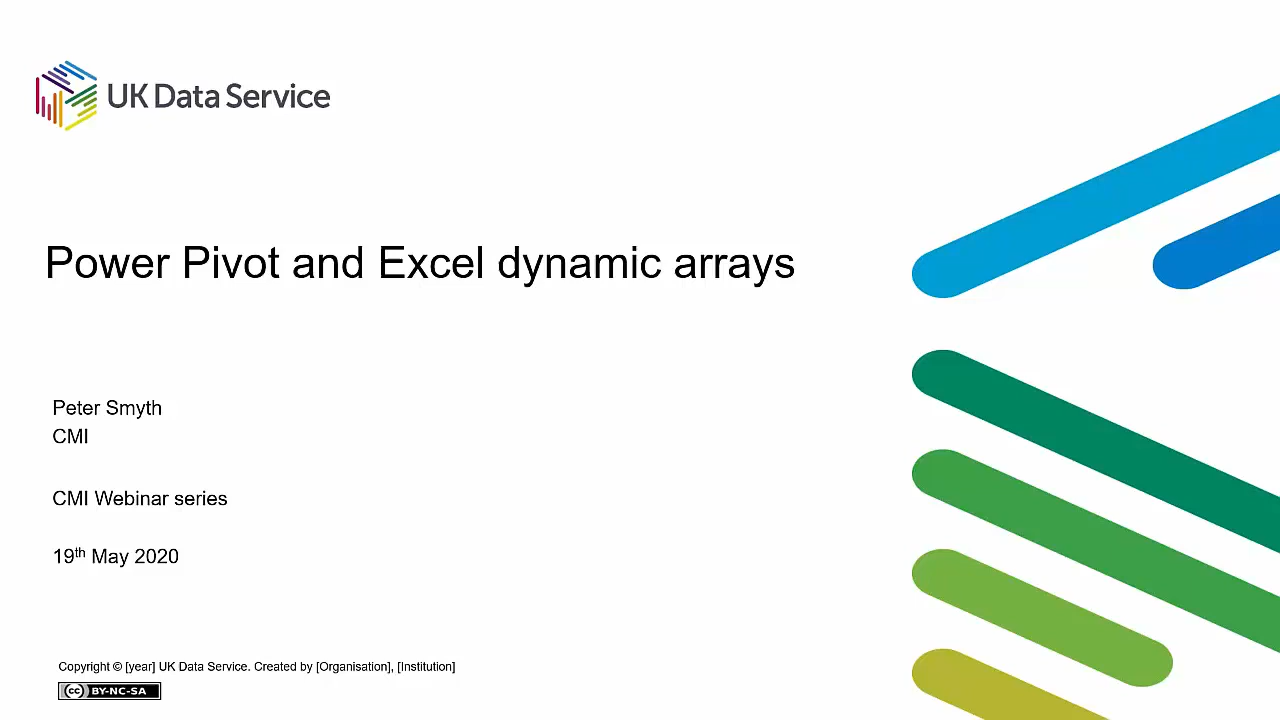 UK Data Service
Power Pivot and Excel dynamic arrays
Peter Smyth
CMI
CMI Webinar series
19th May 2020
Copyright © [year] UK Data Service. Created by [Organisation], [Institution]
cc BY-NC-SA